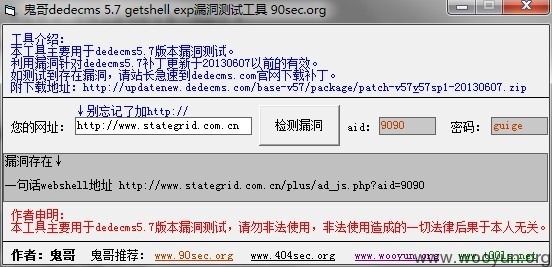 鬼哥dedecms 5.7 getshell exp漏洞测试工具 90sec.org
工具介绍:
本工具主要用于dedecms5.7版本漏洞测试。
利用漏洞针对dedecms5.7补丁更新于20130607以前的有效。
如测试到存在漏洞，请站长急速到dedecms.com官网下载补丁。
附下载地址：http://updatenew.dedecms.com/base-v57/package/patch-v57y57sp1-20130607.zip
↓别忘记了加http://
您的网址: http://www.stategrid.com.cn 检测漏洞 aid: 9090 密码: guige
漏洞存在↓
一句话webshell地址 http://www.stategrid.com.cn/plus/ad_js.php?aid=9090
作者申明:
本工具主要用于dedecms5.7版本漏洞测试，请勿非法使用，非法使用造成的一切法律后果于本人无关。
作者: 鬼哥 鬼哥推荐: www.90sec.org www.404sec.org www.wooyun.org
www.wooyun.org